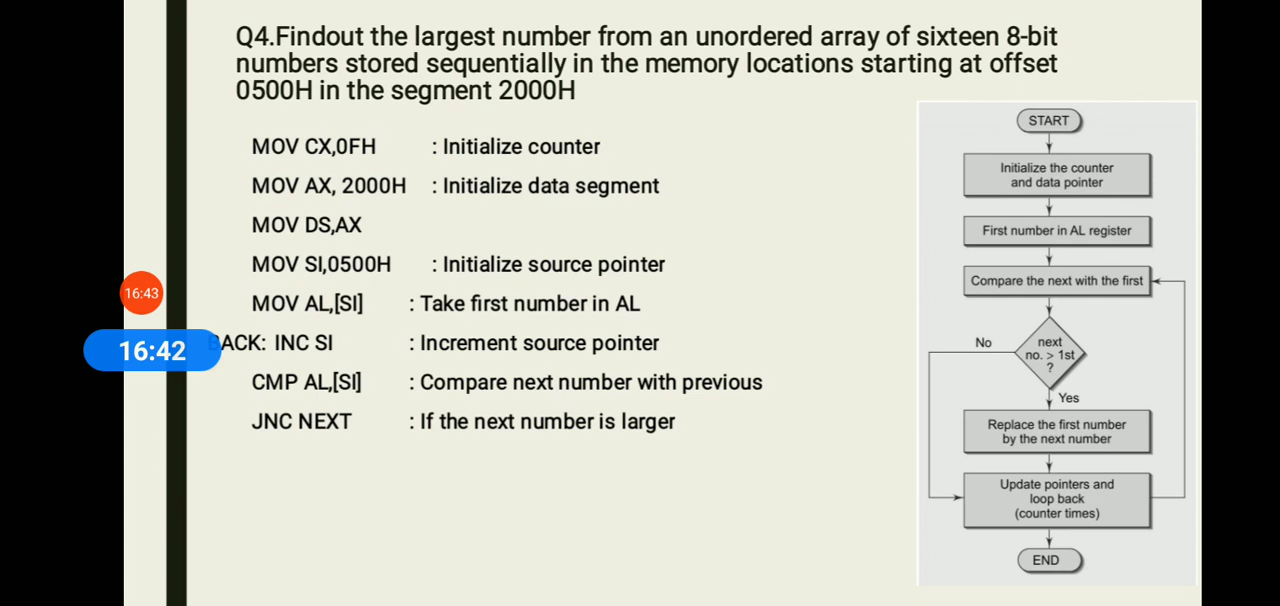 Q4.Findout the largest number from an unordered array of sixteen 8-bit
numbers stored sequentially in the memory locations starting at offset
0500H in the segment 2000H
MOV CX,0FH : Initialize counter
MOV AX, 2000H : Initialize data segment
MOV DS,AX
MOV SI,0500H : Initialize source pointer
MOV AL,[SI] : Take first number in AL
BACK: INC SI : Increment source pointer
CMP AL,[SI] : Compare next number with previous
JNC NEXT : If the next number is larger
16:43
16:42
START
Initialize the counter
and data pointer
First number in AL register
Compare the next with the first
No
next
no. > 1st
?
Yes
Replace the first number
by the next number
Update pointers and
loop back
(counter times)
END